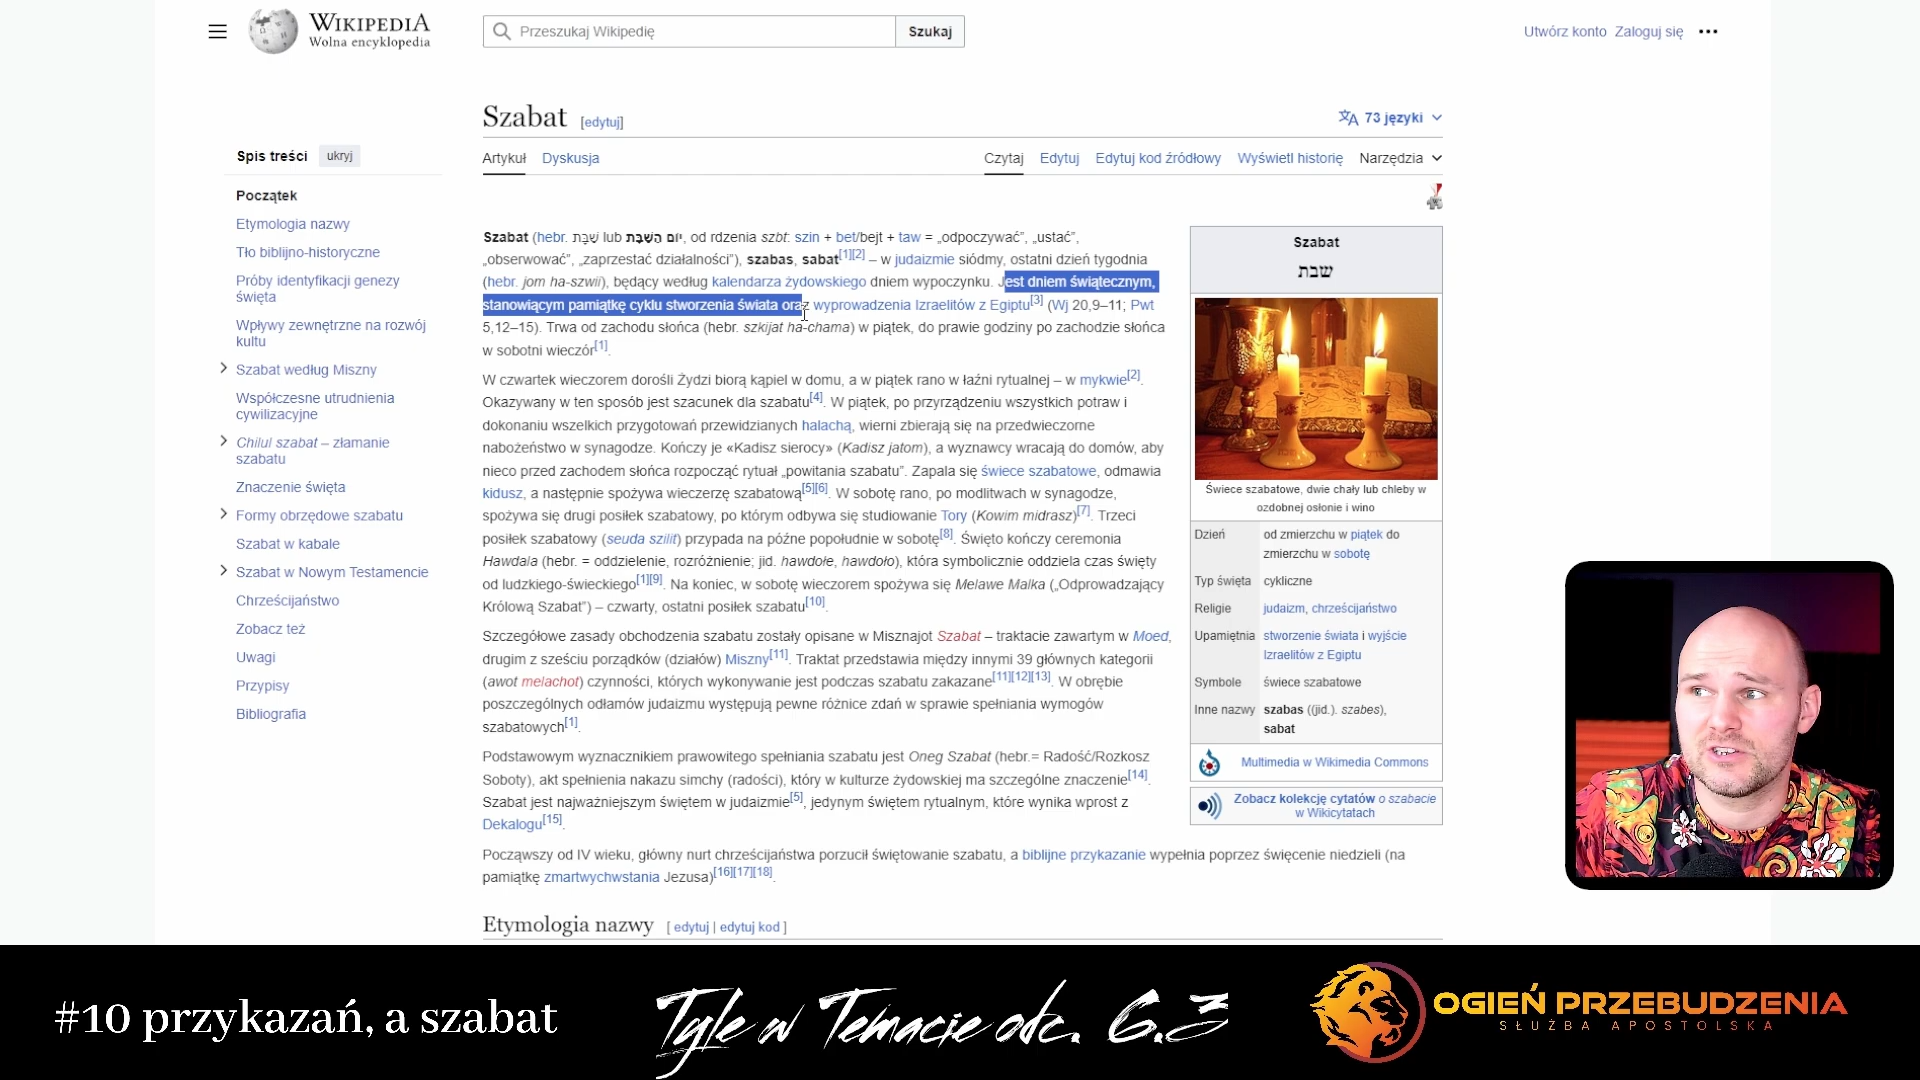 WIKIPEDIA
Wolna encyklopedia
Przeszukaj Wikipedię
Szukaj
Utwórz konto Zaloguj się
Szabat [edytuj]
73 języki
Artykuł Dyskusja
Czytaj Edytuj Edytuj kod źródłowy Wyświetl historię Narzędzia
Spis treści ukryj
Początek
Etymologia nazwy
Tło biblijno-historyczne
Próby identyfikacji genezy
święta
Wpływy zewnętrzne na rozwój
kultu
Szabat według Miszny
Współczesne utrudnienia
cywilizacyjne
Chilul szabat – złamanie
szabatu
Znaczenie święta
Formy obrzędowe szabatu
Szabat w kabale
Szabat w Nowym Testamencie
Chrześcijaństwo
Zobacz też
Uwagi
Przypisy
Bibliografia
Szabat (hebr. שַׁבָּת lub יוֹם הַשַּׁבָּת, od rdzenia szbt: szin + bet/bejt + taw = „odpoczywać”, „ustać”,
„obserwować”, „zaprzestać działalności”), szabas, sabat[1][2] – w judaizmie siódmy, ostatni dzień tygodnia
(hebr. jom ha-szwii), będący według kalendarza żydowskiego dniem wypoczynku. Jest dniem świątecznym,
stanowiącym pamiątkę cyklu stworzenia świata oraz wyprowadzenia Izraelitów z Egiptu[3] (Wj 20,9–11; Pwt
5,12–15). Trwa od zachodu słońca (hebr. szkijat ha-chama) w piątek, do prawie godziny po zachodzie słońca
w sobotni wieczór[1].
W czwartek wieczorem dorośli Żydzi biorą kąpiel w domu, a w piątek rano w łaźni rytualnej – w mykwie[2].
Okazywany w ten sposób jest szacunek dla szabatu[4]. W piątek, po przyrządzeniu wszystkich potraw i
dokonaniu wszelkich przygotowań przewidzianych halachą, wierni zbierają się na przedwieczorne
nabożeństwo w synagodze. Kończy je «Kadisz sierocy» (Kadisz jatom), a wyznawcy wracają do domów, aby
nieco przed zachodem słońca rozpocząć rytuał „powitania szabatu”. Zapala się świece szabatowe, odmawia
kidusz, a następnie spożywa wieczerzę szabatową[5][6]. W sobotę rano, po modlitwach w synagodze,
spożywa się drugi posiłek szabatowy, po którym odbywa się studiowanie Tory (Kowim midrasz)[7]. Trzeci
posiłek szabatowy (seuda szilit) przypada na późne popołudnie w sobotę[8]. Święto kończy ceremonia
Hawdala (hebr. = oddzielenie, rozróżnienie; jid. hawdołe, hawdoło), która symbolicznie oddziela czas święty
od ludzkiego-świeckiego[1][9]. Na koniec, w sobotę wieczorem spożywa się Melawe Malka („Odprowadzający
Królową Szabat”) – czwarty, ostatni posiłek szabatu[10].
Szczegółowe zasady obchodzenia szabatu zostały opisane w Misznajot Szabat – traktacie zawartym w Moed,
drugim z sześciu porządków (działów) Miszny[11]. Traktat przedstawia między innymi 39 głównych kategorii
(awot melachot) czynności, których wykonywanie jest podczas szabatu zakazane[11][12][13]. W obrębie
poszczególnych odłamów judaizmu występują pewne różnice zdań w sprawie spełniania wymogów
szabatowych[1].
Podstawowym wyznacznikiem prawowitego spełniania szabatu jest Oneg Szabat (hebr.= Radość/Rozkosz
Soboty), akt spełnienia nakazu simchy (radości), który w kulturze żydowskiej ma szczególne znaczenie[14].
Szabat jest najważniejszym świętem w judaizmie[5], jedynym świętem rytualnym, które wynika wprost z
Dekalogu[15].
Począwszy od IV wieku, główny nurt chrześcijaństwa porzucił świętowanie szabatu, a biblijne przykazanie wypełnia poprzez święcenie niedzieli (na
pamiątkę zmartwychwstania Jezusa)[16][17][18].
Etymologia nazwy [ edytuj | edytuj kod ]
Szabat
שבת
Świece szabatowe, dwie chały lub chleby w
ozdobnej osłonie i wino
Dzień od zmierzchu w piątek do
zmierzchu w sobotę
Typ święta cykliczne
Religie judaizm, chrześcijaństwo
Upamiętnia stworzenie świata i wyjście
Izraelitów z Egiptu
Symbole świece szabatowe
Inne nazwy szabas ((jid.). szabes),
sabat
Multimedia w Wikimedia Commons
Zobacz kolekcję cytatów o szabacie
w Wikicytatach
#10 przykazań, a szabat
Tyle w Temacie odc. 6.3
OGIEŃ PRZEBUDZENIA
SŁUŻBA APOSTOLSKA